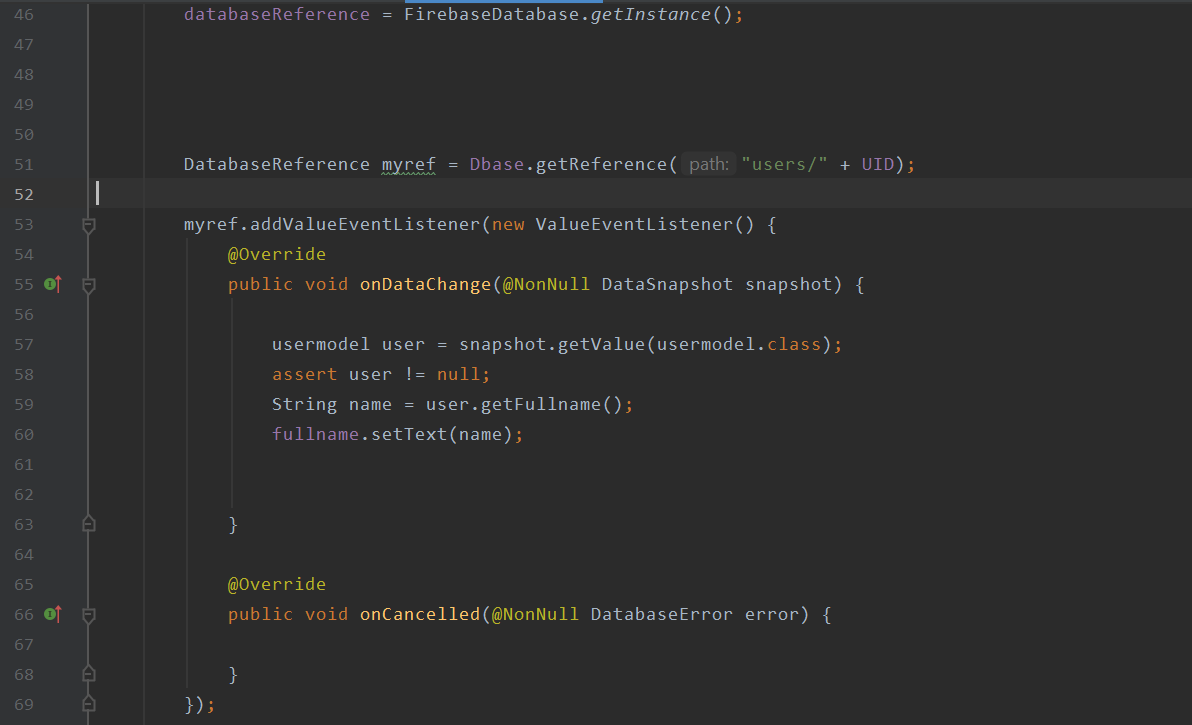 46 databaseReference = FirebaseDatabase.getInstance();
47
48
49
50
51 DatabaseReference myref = Dbase.getReference( path: "users/" + UID);
52
53 myref.addValueEventListener(new ValueEventListener() {
54 @Override
55 public void onDataChange(@NonNull DataSnapshot snapshot) {
56
57 usermodel user = snapshot.getValue(usermodel.class);
58 assert user != null;
59 String name = user.getFullname();
60 fullname.setText(name);
61
62
63 }
64
65 @Override
66 public void onCancelled(@NonNull DatabaseError error) {
67
68 }
69 });